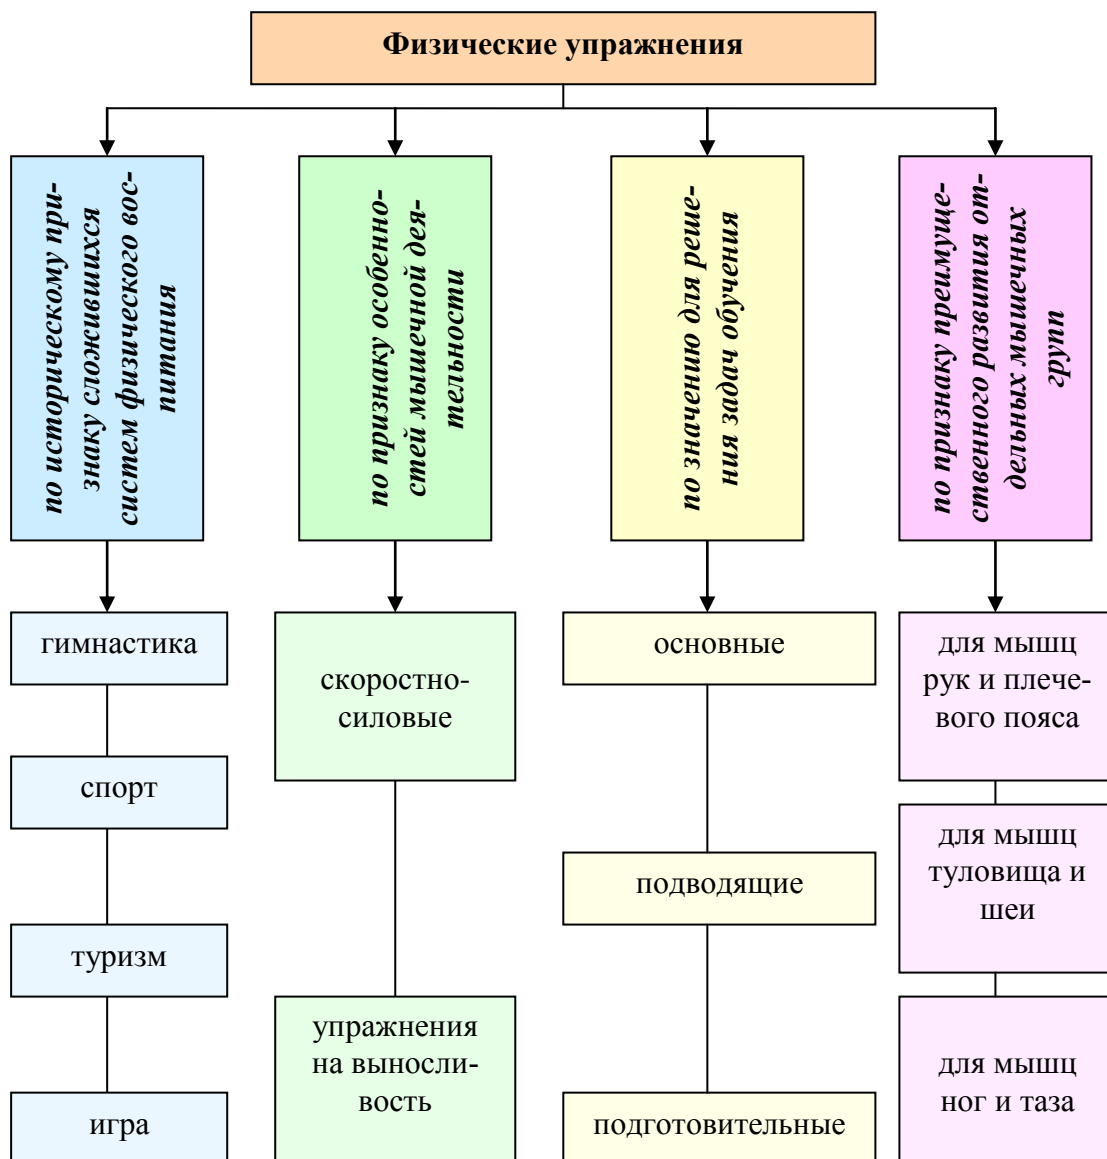 Физические упражнения
по историческому при-
знаку сложившихся
систем физического вос-
питания
по признаку особенно-
стей мышечной дея-
тельности
по значению для реше-
ния задач обучения
по признаку преимуще-
ственного развития от-
дельных мышечных
групп
гимнастика
спорт
туризм
игра
скоростно-
силовые
упражнения
на выносли-
вость
основные
подводящие
подготовительные
для мышц
рук и плече-
вого пояса
для мышц
туловища и
шеи
для мышц
ног и таза